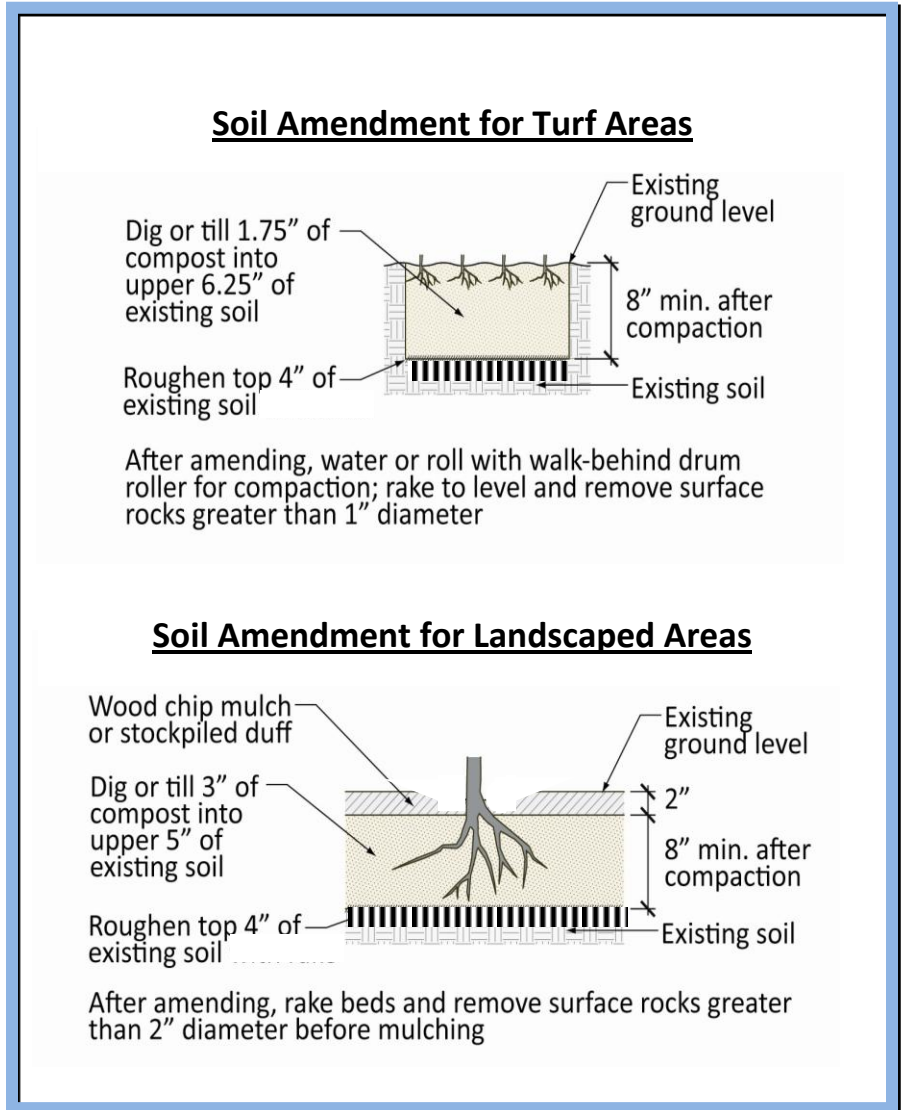 Soil Amendment for Turf Areas
Existing
ground level
Dig or till 1.75” of
compost into
upper 6.25” of
existing soil
8” min. after
compaction
Roughen top 4” of
existing soil
Existing soil
After amending, water or roll with walk-behind drum
roller for compaction; rake to level and remove surface
rocks greater than 1” diameter
Soil Amendment for Landscaped Areas
Wood chip mulch
or stockpiled duff
Existing
ground level
Dig or till 3” of
compost into
upper 5” of
existing soil
2”
8” min. after
compaction
Roughen top 4” of
existing soil
Existing soil
After amending, rake beds and remove surface rocks greater
than 2” diameter before mulching